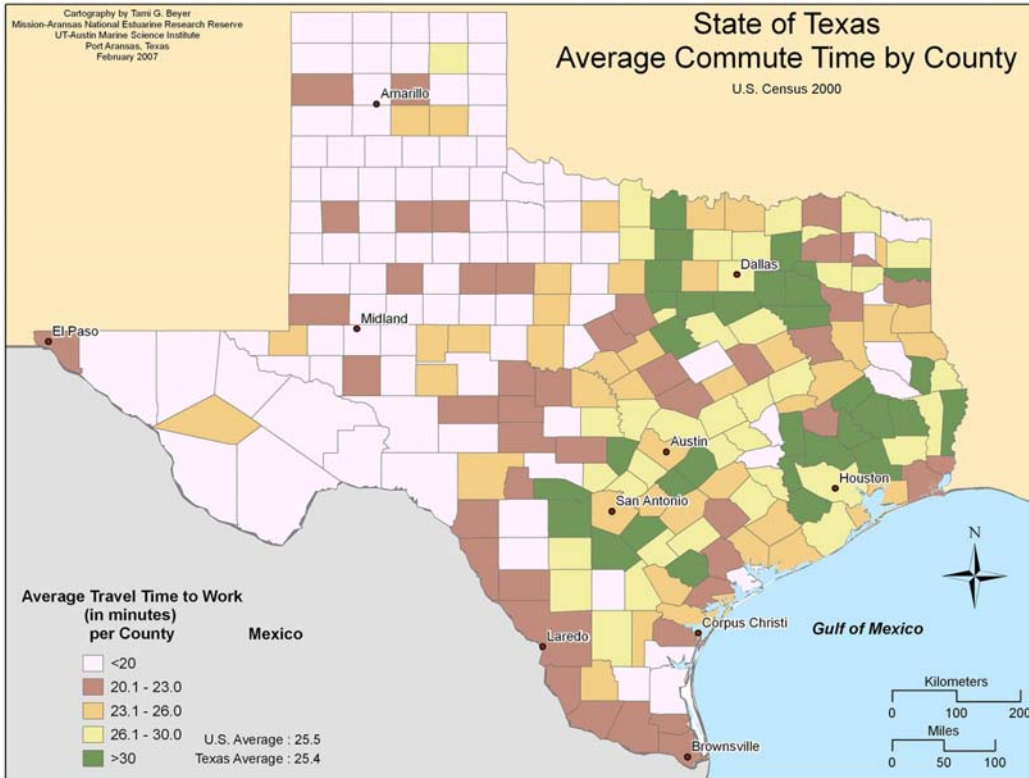 Cartography by Tami G. Beyer
Mission-Aransas National Estuarine Research Reserve
UT-Austin Marine Science Institute
Port Aransas, Texas
February 2007
State of Texas
Average Commute Time by County
U.S. Census 2000
Amarillo
Dallas
Midland
El Paso
Austin
Houston
San Antonio
N
Corpus Christi
Gulf of Mexico
Laredo
Brownsville
Average Travel Time to Work
(in minutes)
per County
Mexico
<20
20.1 - 23.0
23.1 - 26.0
26.1 - 30.0
>30
U.S. Average : 25.5
Texas Average : 25.4
Kilometers
0 100 200
Miles
0 50 100